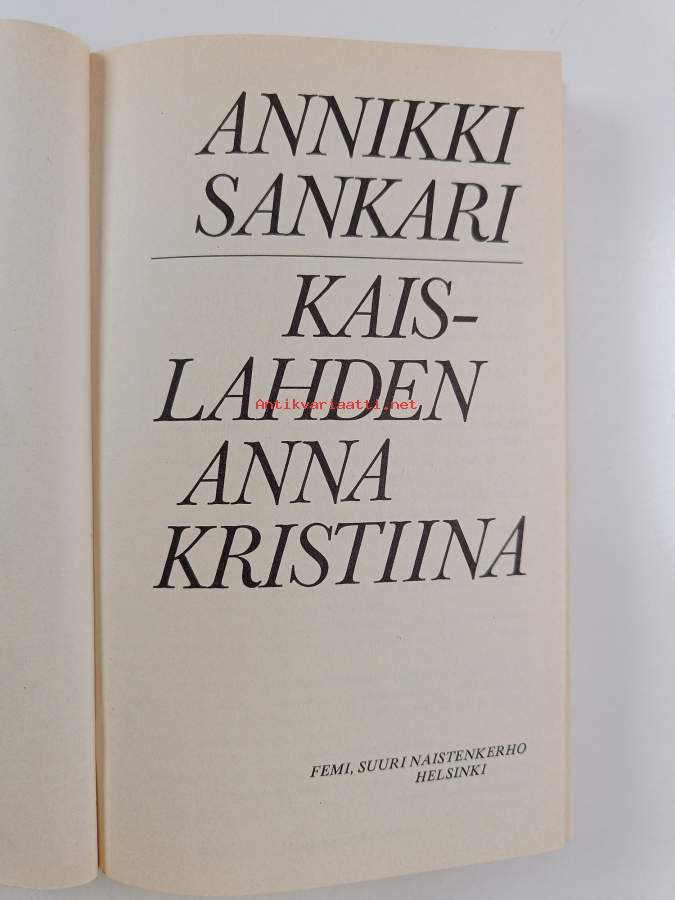 ANNIKKI
SANKARI
KAIS-
LAHDEN
Antikvariaatti.net
ANNA
KRISTIINA
FEMI, SUURI NAISTENKERHO
HELSINKI